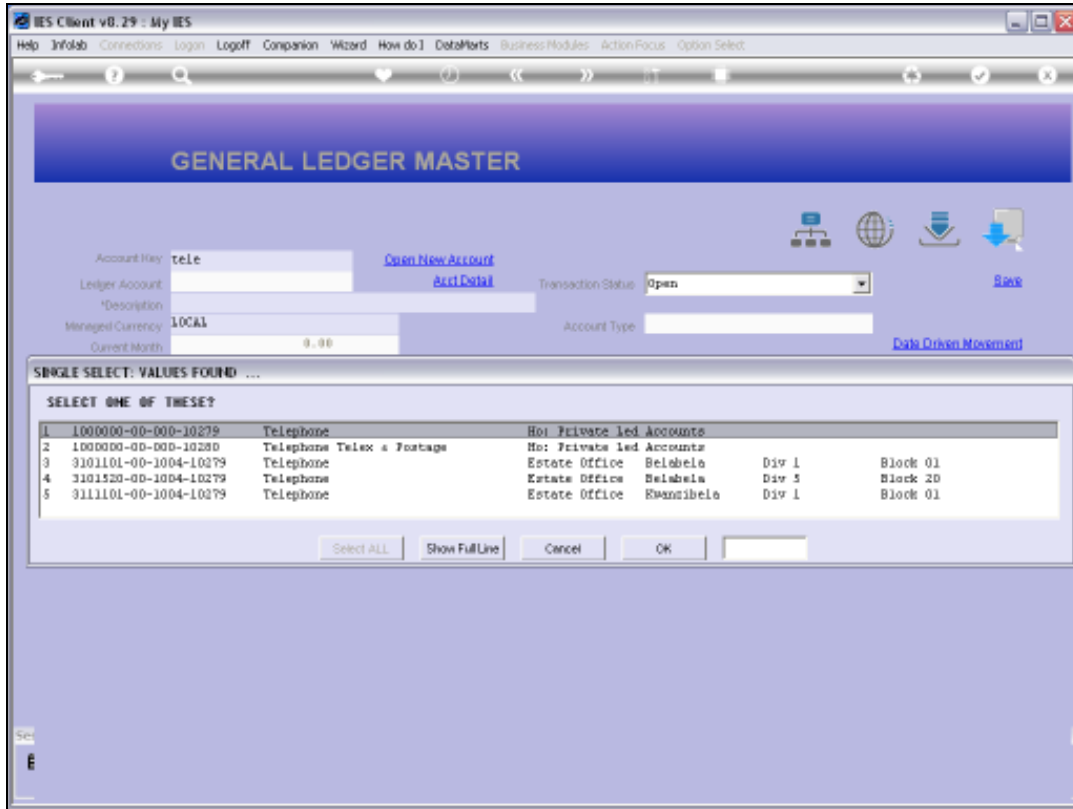 IES Client v8.29 : My IES
Help Infolab Connections Logon Logoff Companion Wizard How do I DataMarts Business Modules Action Focus Option Select
GENERAL LEDGER MASTER
Account Key tele Open New Account
Ledger Account Acct Detail Transaction Status Open Save
*Description
Managed Currency LOCAL Account Type
Current Month 0.00 Date Driven Movement
SINGLE SELECT: VALUES FOUND ...
SELECT ONE OF THESE?
1 1000000-00-000-10279 Telephone Ho: Private Led Accounts
2 1000000-00-000-10280 Telephone Telex & Postage Ho: Private Led Accounts
3 3101101-00-1004-10279 Telephone Estate Office Belabela Div 1 Block 01
4 3101520-00-1004-10279 Telephone Estate Office Belabela Div 5 Block 20
5 3111101-00-1004-10279 Telephone Estate Office Kwanzibela Div 1 Block 01
Select ALL Show Full Line Cancel OK